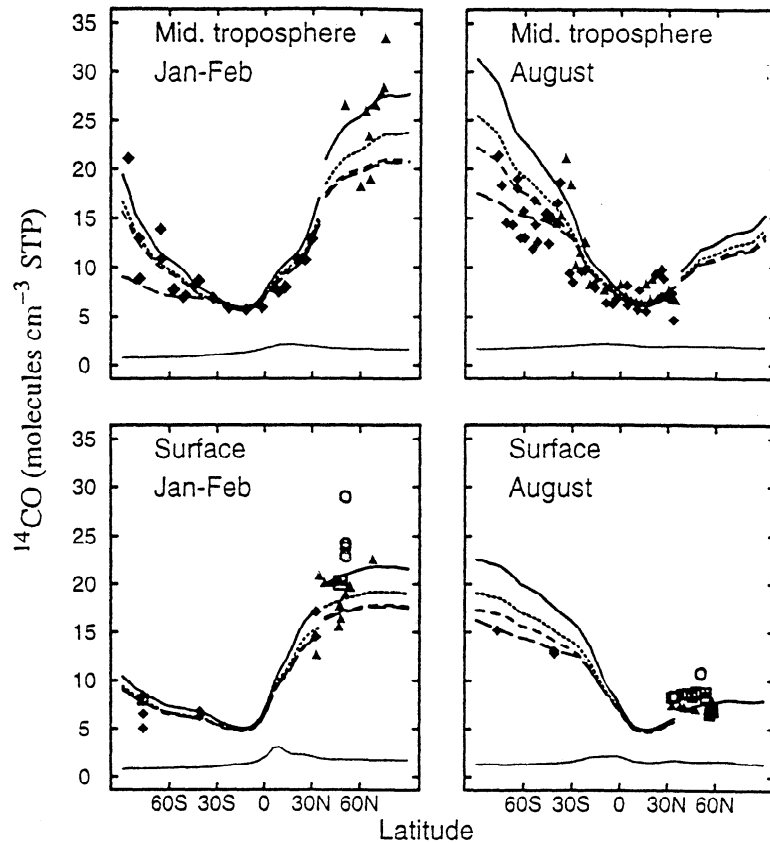 35
30
25
20
15
10
5
0
Mid. troposphere
Jan-Feb
Mid. troposphere
August
¹⁴CO (molecules cm⁻³ STP)
35
30
25
20
15
10
5
0
Surface
Jan-Feb
Surface
August
60S 30S 0 30N 60N
60S 30S 0 30N 60N
Latitude